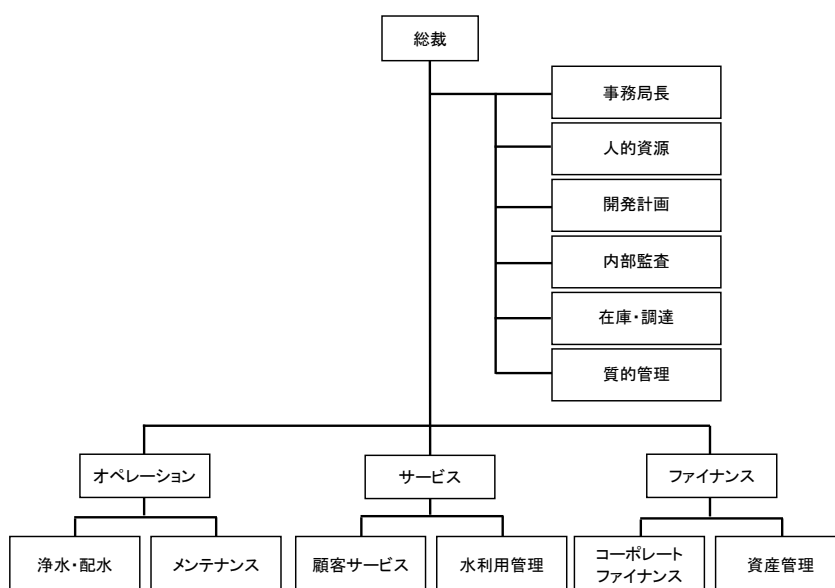 総裁
事務局長
人的資源
開発計画
内部監査
在庫・調達
質的管理
オペレーション
サービス
ファイナンス
浄水・配水
メンテナンス
顧客サービス
水利用管理
コーポレート
ファイナンス
資産管理